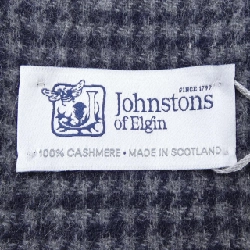 SINCE 1797
Johnstons
of Elgin
100% CASHMERE • MADE IN SCOTLAND